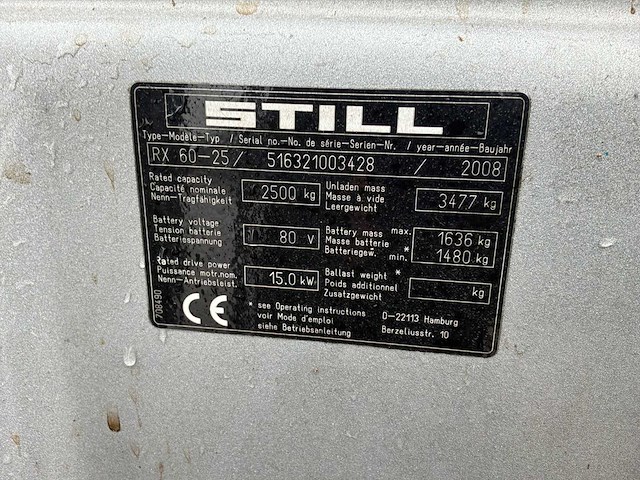 STILL
Type-Modèle-Typ / Serial no.-No. de série-Serien-Nr. / year-année-Baujahr
RX 60-25 / 516321003428 / 2008
Rated capacity
Capacité nominale
Nenn-Tragfähigkeit
2500 kg
Unladen mass
Masse à vide
Leergewicht
3477 kg
Battery voltage
Tension batterie
Batteriespannung
80 V
Battery mass max.
Masse batterie *
Batteriegew. min.
1636 kg
1480 kg
Rated drive power
Puissance motr.nom.
Nenn-Antriebsleist.
15.0 kW
Ballast weight *
Poids additionnel
Zusatzgewicht
kg
708490
CE
* see Operating instructions
voir Mode d'emploi
siehe Betriebsanleitung
D-22113 Hamburg
Berzeliusstr. 10